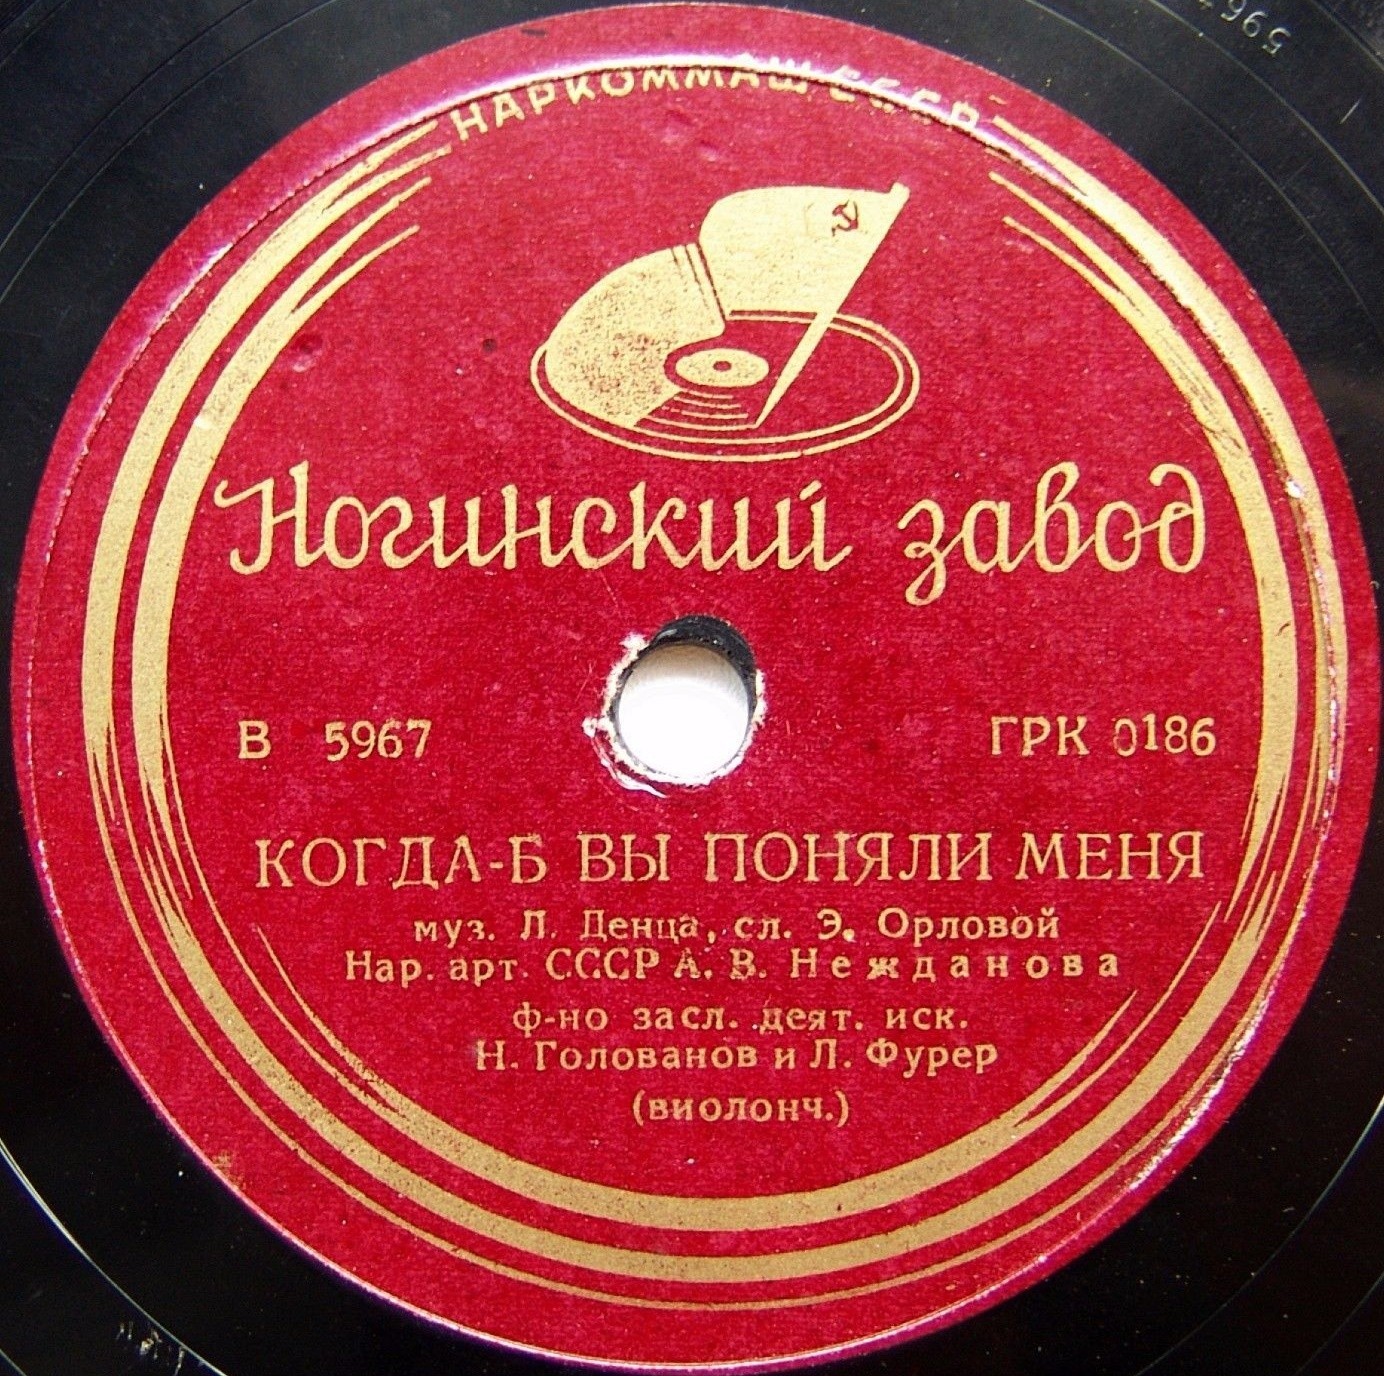 НАРКОММАШ СССР
Ногинский завод
В 5967 ГРК 0186
КОГДА-Б ВЫ ПОНЯЛИ МЕНЯ
муз. Л. Денца, сл. Э. Орловой
Нар. арт. СССР А. В. Нежданова
ф-но засл. деят. иск.
Н. Голованов и Л. Фурер
(виолонч.)